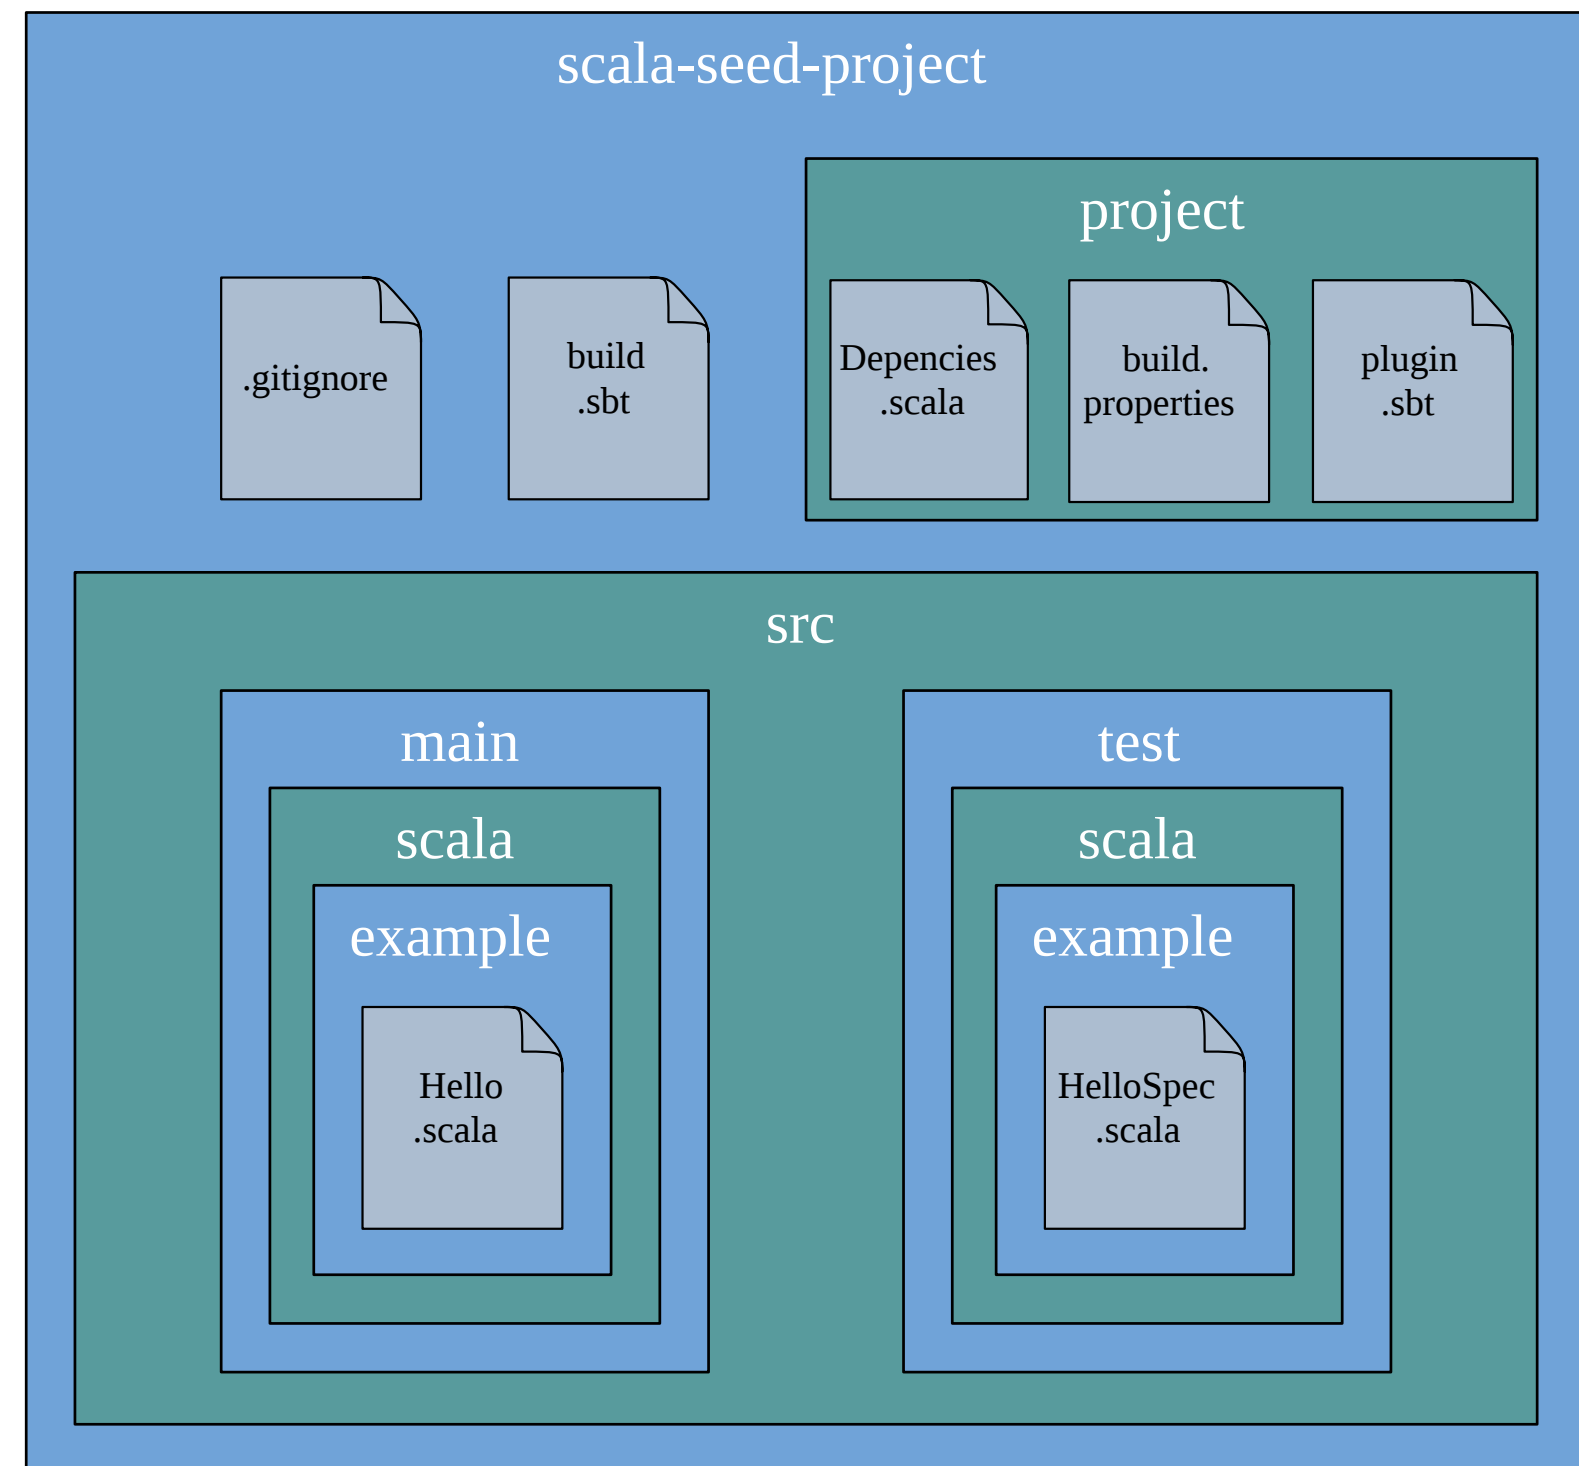 scala-seed-project
project
.gitignore
build
.sbt
Depencies
.scala
build.
properties
plugin
.sbt
src
main
scala
example
Hello
.scala
test
scala
example
HelloSpec
.scala